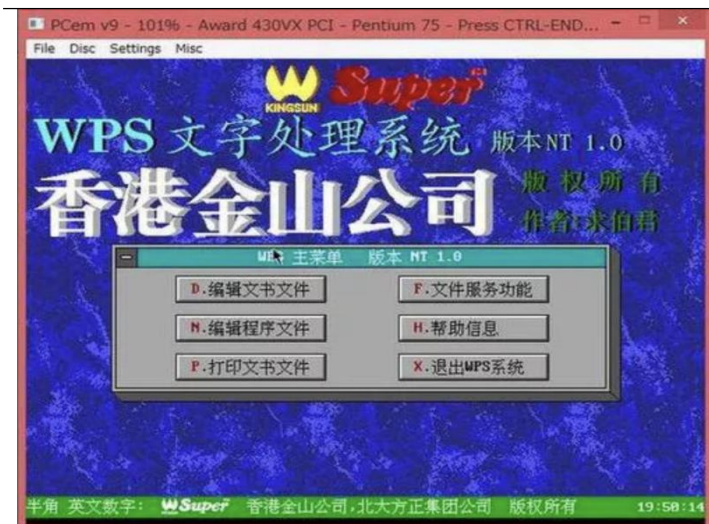 PCem v9 - 101% - Award 430VX PCI - Pentium 75 - Press CTRL-END...
File Disc Settings Misc
KINGSUN
Super
WPS文字处理系统 版本NT 1.0
香港金山公司
版权所有
作者:求伯君
WPS 主菜单 版本 NT 1.0
D.编辑文书文件
F.文件服务功能
N.编辑程序文件
H.帮助信息
P.打印文书文件
X.退出WPS系统
半角 英文数字: Super 香港金山公司,北大方正集团公司 版权所有 19:50:14